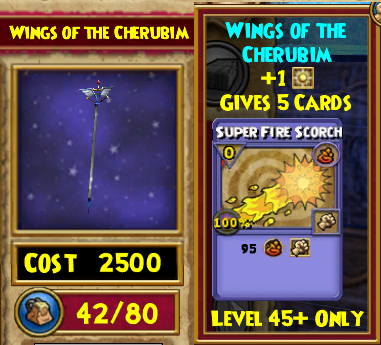 WINGS OF THE CHERUBIM
COST 2500
42/80
WINGS OF THE
CHERUBIM
+1
GIVES 5 CARDS
SUPER FIRE SCORCH
0
100%
95
LEVEL 45+ ONLY